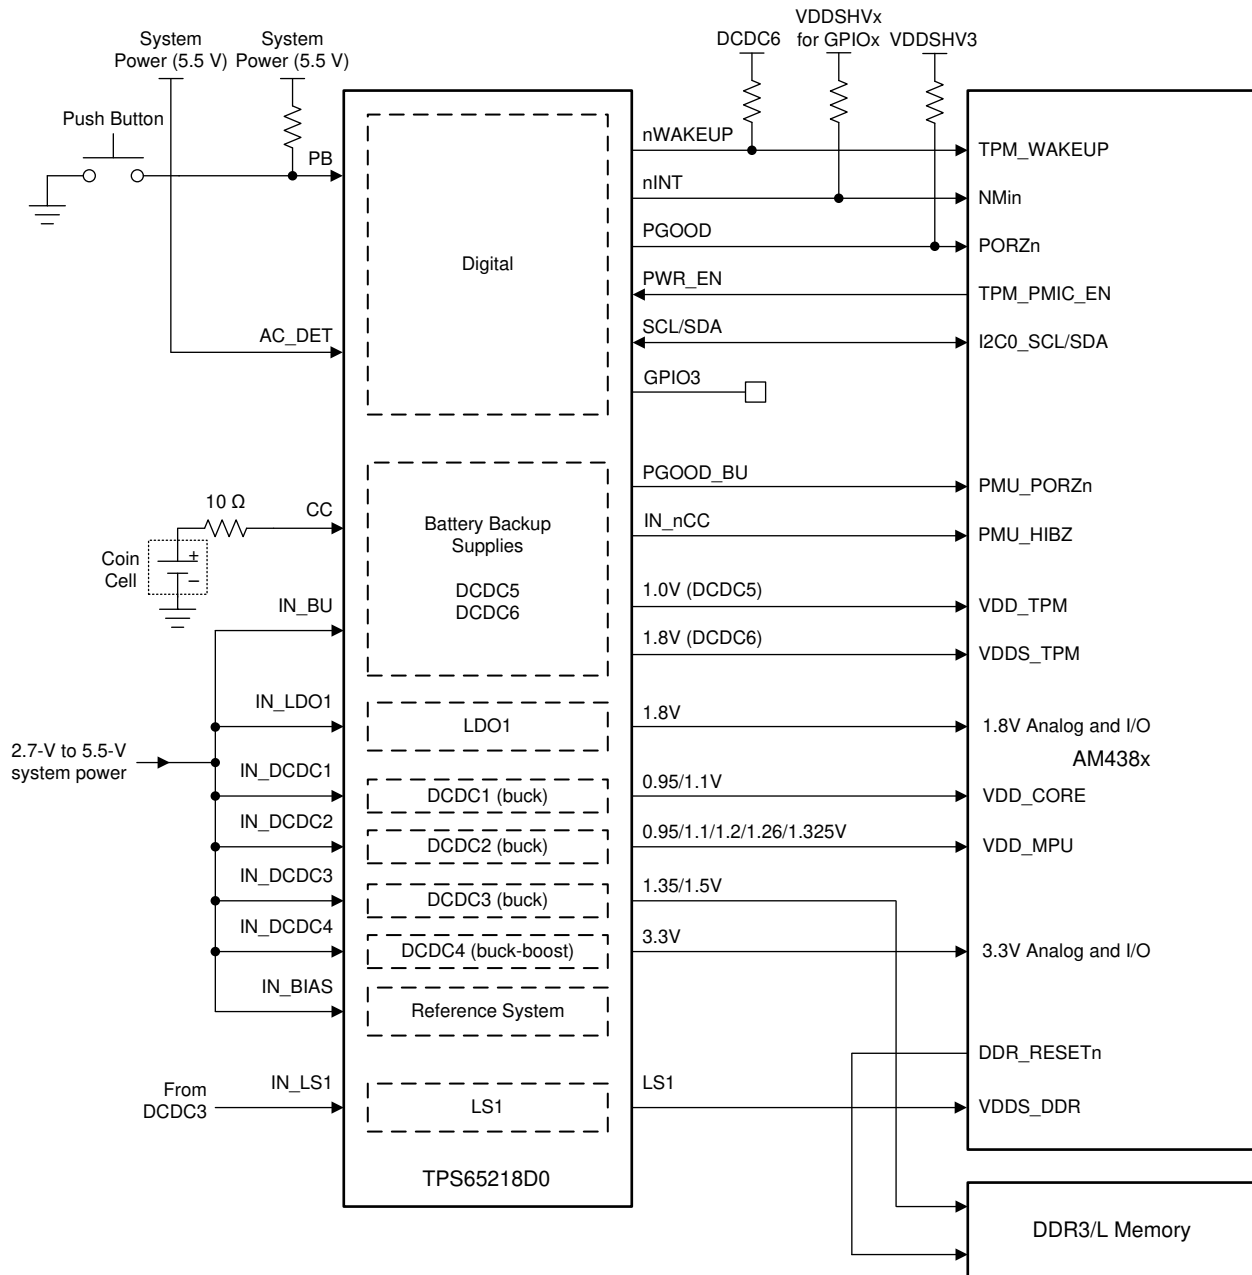 System
Power (5.5 V)
System
Power (5.5 V)
DCDC6
VDDSHVx
for GPIOx
VDDSHV3
Push Button
PB
AC_DET
Digital
nWAKEUP
TPM_WAKEUP
nINT
NMin
PGOOD
PORZn
PWR_EN
TPM_PMIC_EN
SCL/SDA
I2C0_SCL/SDA
GPIO3
10 Ω
CC
Coin
Cell
+
−
IN_BU
Battery Backup
Supplies
DCDC5
DCDC6
PGOOD_BU
PMU_PORZn
IN_nCC
PMU_HIBZ
1.0V (DCDC5)
VDD_TPM
1.8V (DCDC6)
VDDS_TPM
2.7-V to 5.5-V
system power
IN_LDO1
LDO1
1.8V
1.8V Analog and I/O
AM438x
IN_DCDC1
DCDC1 (buck)
0.95/1.1V
VDD_CORE
IN_DCDC2
DCDC2 (buck)
0.95/1.1/1.2/1.26/1.325V
VDD_MPU
IN_DCDC3
DCDC3 (buck)
1.35/1.5V
IN_DCDC4
DCDC4 (buck-boost)
3.3V
3.3V Analog and I/O
IN_BIAS
Reference System
DDR_RESETn
From
DCDC3
IN_LS1
LS1
LS1
VDDS_DDR
TPS65218D0
DDR3/L Memory